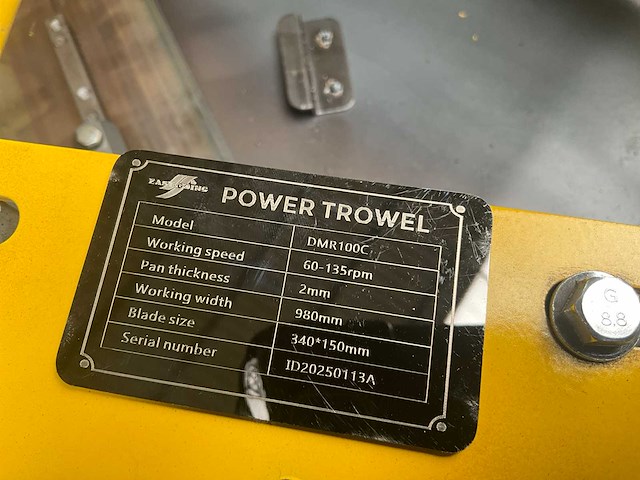 EASYGOING
POWER TROWEL
Model DMR100C
Working speed 60-135rpm
Pan thickness 2mm
Working width 980mm
Blade size 340*150mm
Serial number ID20250113A
G
8.8